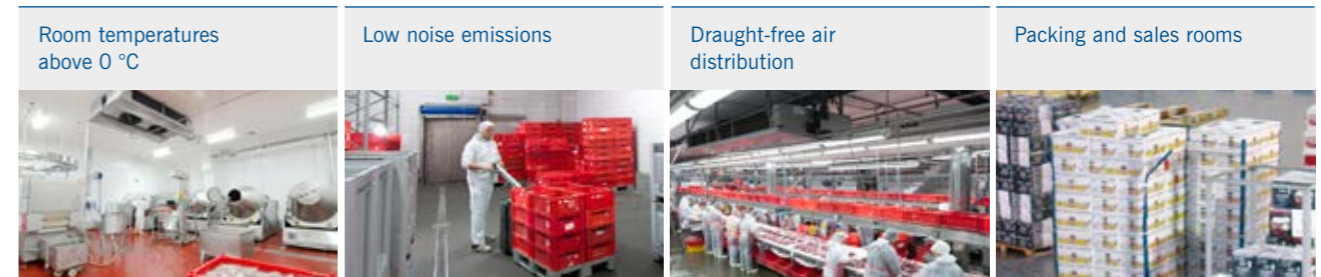 Room temperatures
above 0 °C
Low noise emissions
Draught-free air
distribution
Packing and sales rooms